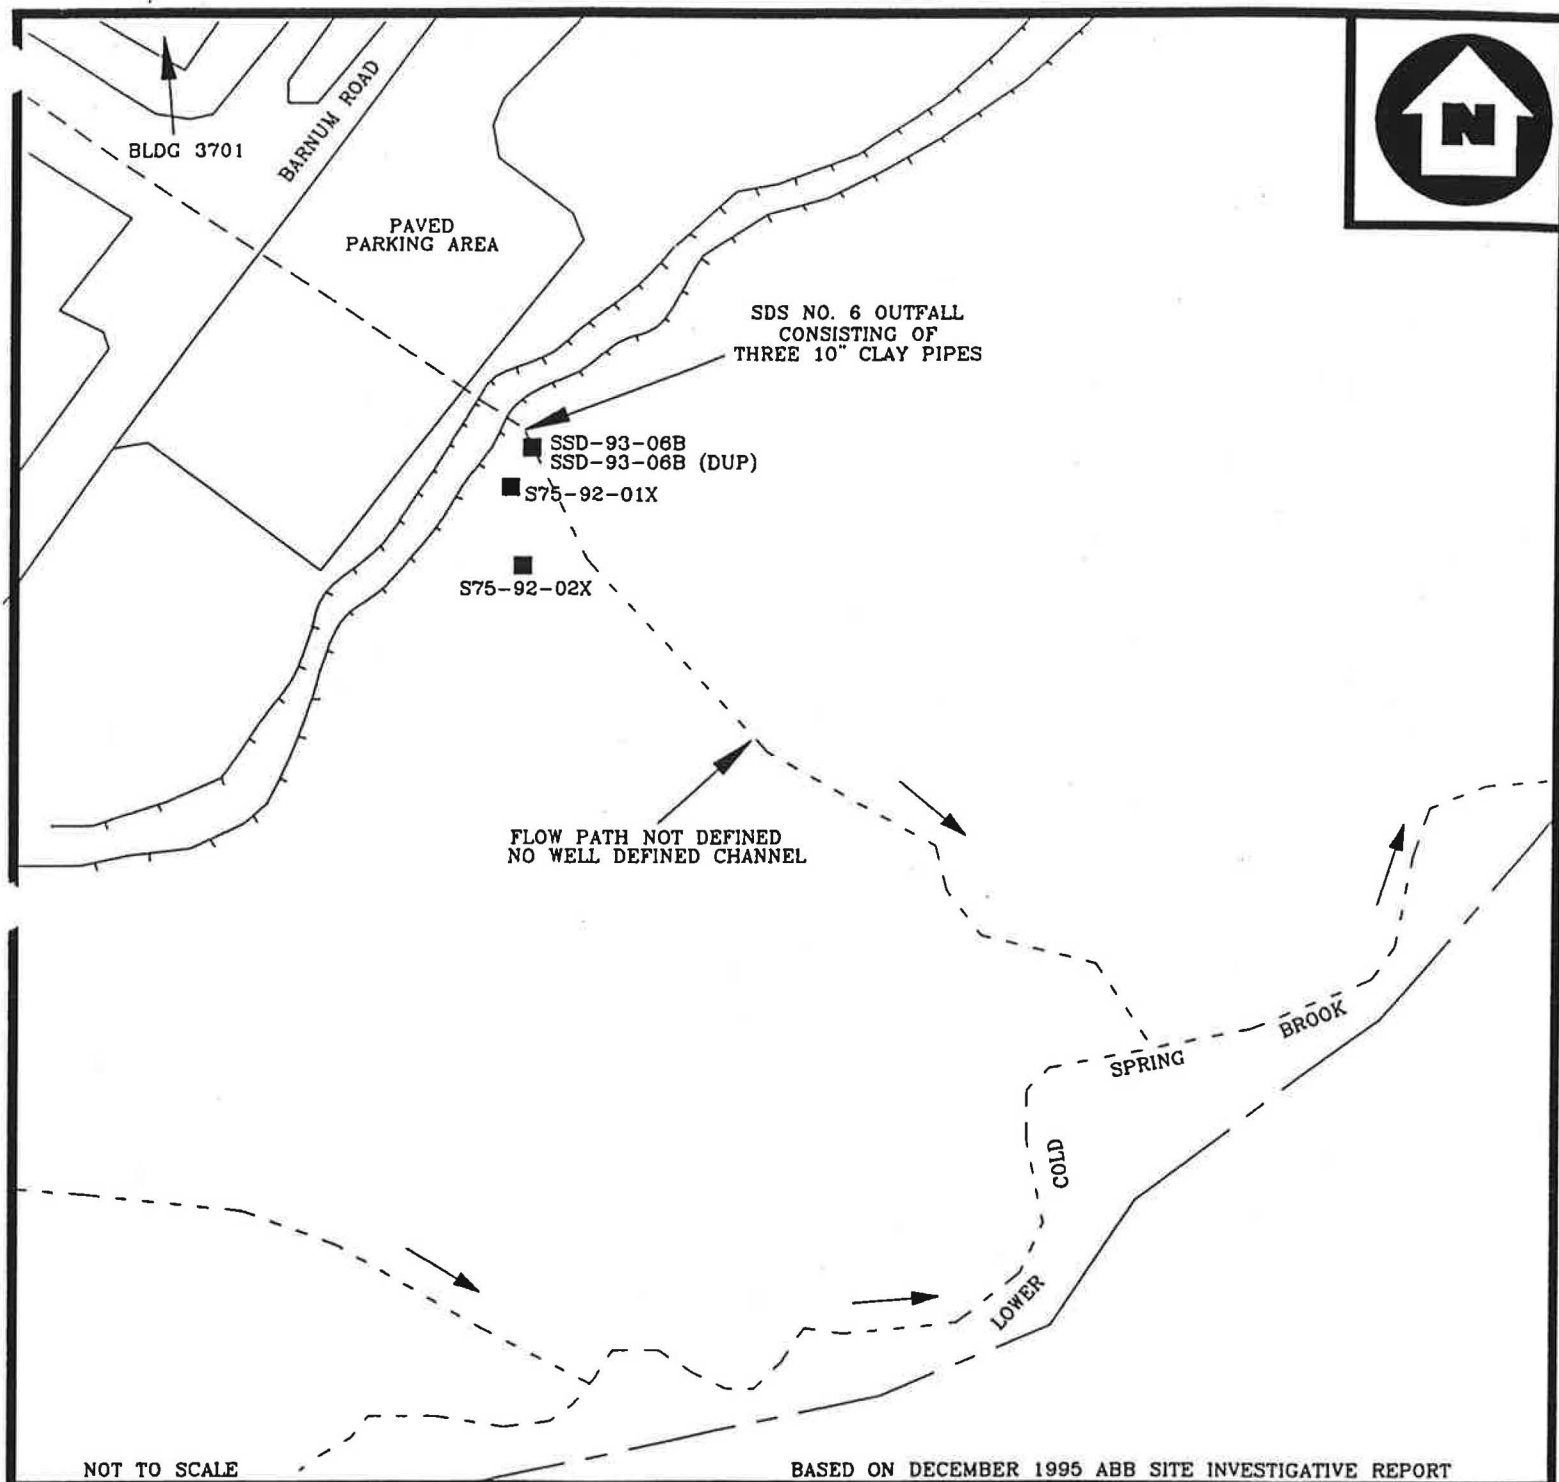 N
BLDG 3701
BARNUM ROAD
PAVED
PARKING AREA
SDS NO. 6 OUTFALL
CONSISTING OF
THREE 10" CLAY PIPES
SSD-93-06B
SSD-93-06B (DUP)
S75-92-01X
S75-92-02X
FLOW PATH NOT DEFINED
NO WELL DEFINED CHANNEL
LOWER
COLD
SPRING
BROOK
NOT TO SCALE
BASED ON DECEMBER 1995 ABB SITE INVESTIGATIVE REPORT